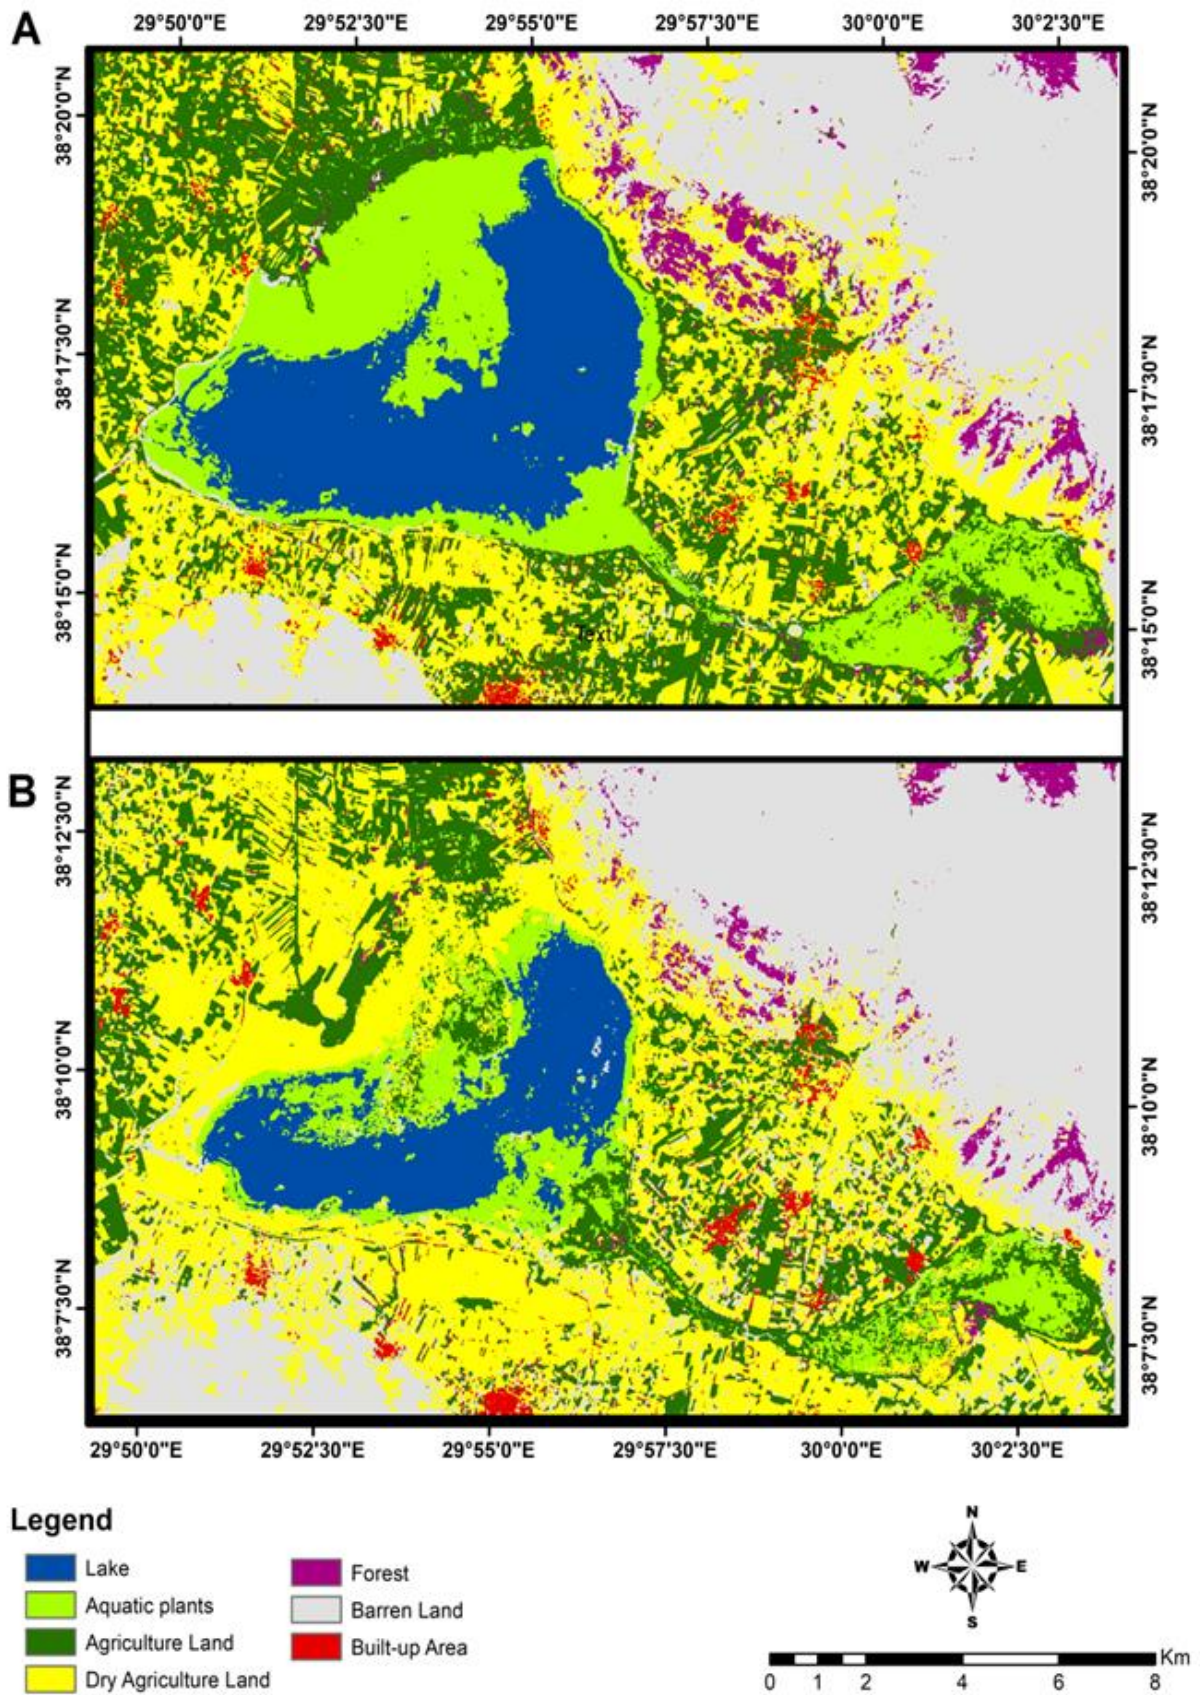 A
29°50'0"E 29°52'30"E 29°55'0"E 29°57'30"E 30°0'0"E 30°2'30"E
38°20'0"N 38°20'0"N
38°17'30"N 38°17'30"N
38°15'0"N 38°15'0"N
Text
B
38°12'30"N 38°12'30"N
38°10'0"N 38°10'0"N
38°7'30"N 38°7'30"N
29°50'0"E 29°52'30"E 29°55'0"E 29°57'30"E 30°0'0"E 30°2'30"E
Legend
Lake
Aquatic plants
Agriculture Land
Dry Agriculture Land
Forest
Barren Land
Built-up Area
N
W E
S
Km
0 1 2 4 6 8